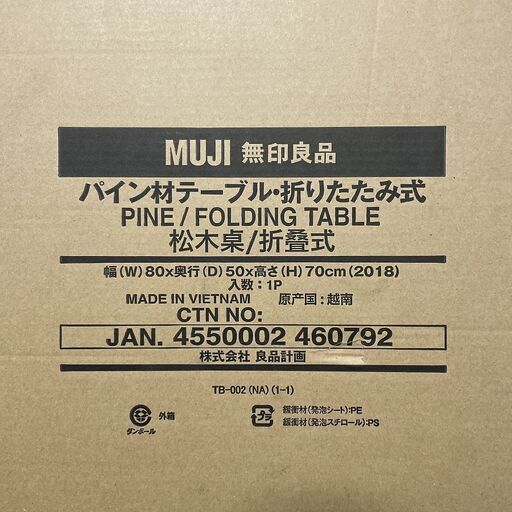 MUJI 無印良品
パイン材テーブル・折りたたみ式
PINE / FOLDING TABLE
松木桌/折叠式
幅(W)80x奥行(D)50x高さ(H)70cm(2018)
入数:1P
MADE IN VIETNAM 原产国:越南
CTN NO:
JAN. 4550002 460792
株式会社 良品計画
TB-002(NA)(1-1)
ダンボール 外箱
プラ 緩衝材(発泡シート):PE
緩衝材(発泡スチロール):PS